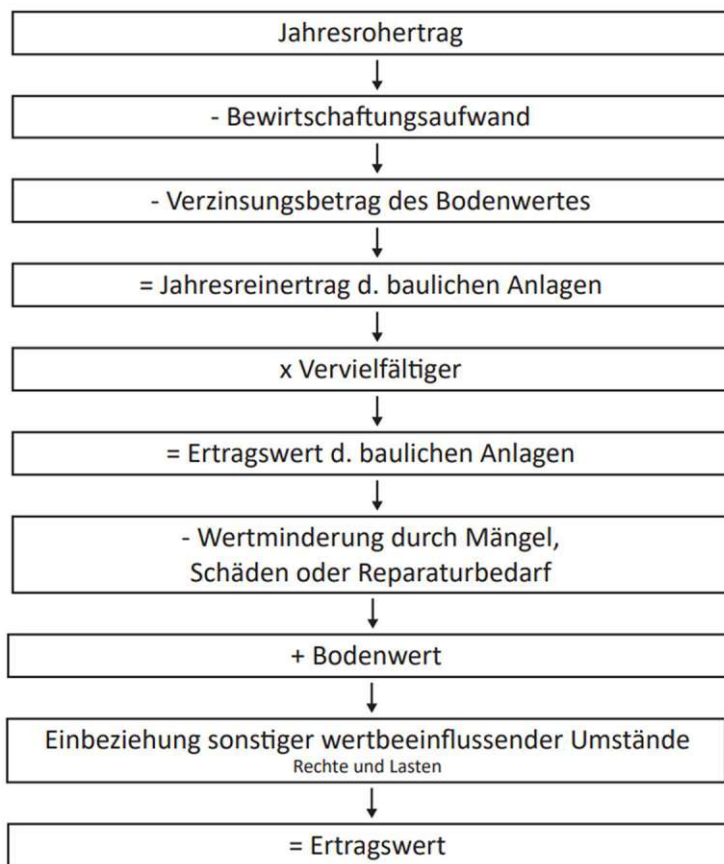 Jahresrohertrag
- Bewirtschaftungsaufwand
- Verzinsungsbetrag des Bodenwertes
= Jahresreinertrag d. baulichen Anlagen
x Vervielfältiger
= Ertragswert d. baulichen Anlagen
- Wertminderung durch Mängel,
Schäden oder Reparaturbedarf
+ Bodenwert
Einbeziehung sonstiger wertbeeinflussender Umstände
Rechte und Lasten
= Ertragswert